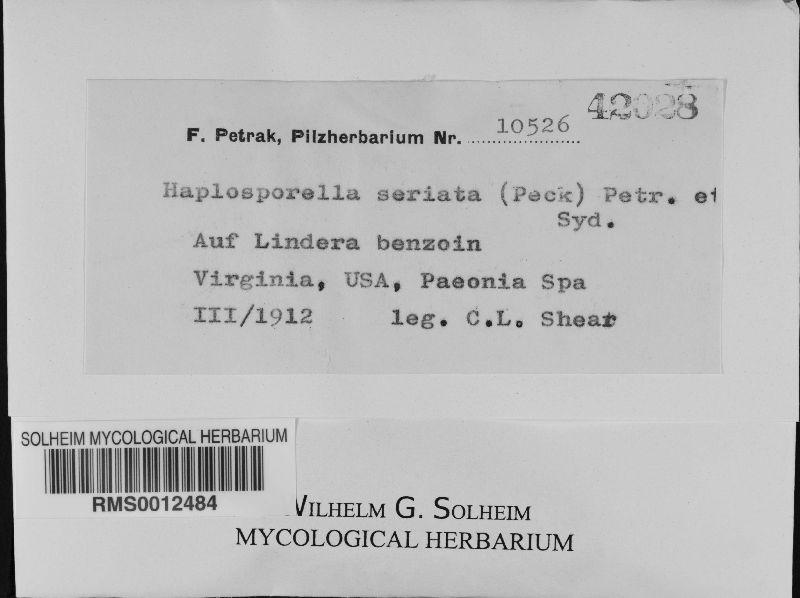 42028
F. Petrak, Pilzherbarium Nr. 10526
Haplosporella seriata (Peck) Petr. et
Syd.
Auf Lindera benzoin
Virginia, USA, Paeonia Spa
III/1912 leg. C.L. Shear
SOLHEIM MYCOLOGICAL HERBARIUM
RMS0012484
WILHELM G. SOLHEIM
MYCOLOGICAL HERBARIUM